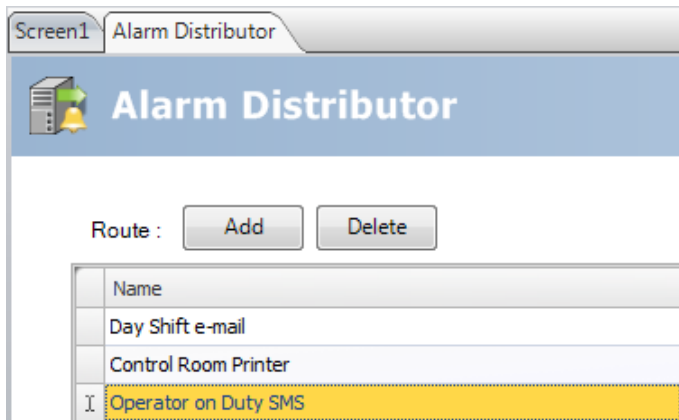 Screen1 Alarm Distributor
Alarm Distributor
Route : Add Delete
Name
Day Shift e-mail
Control Room Printer
Operator on Duty SMS